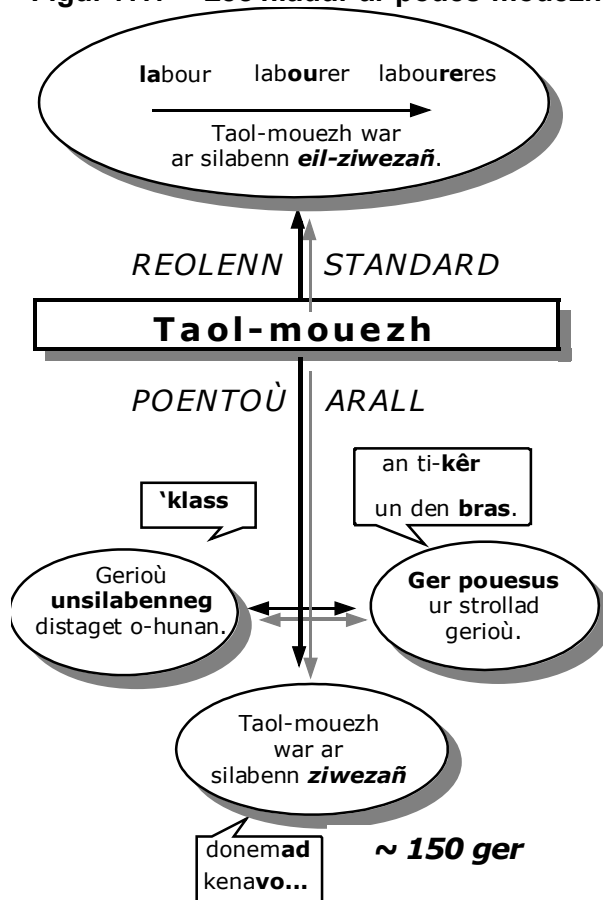 labour labourer laboureres
Taol-mouezh war
ar silabenn eil-ziwezañ.
REOLENN STANDARD
Taol-mouezh
POENTOÙ ARALL
an ti-kêr
un den bras.
‘klass
Gerioù
unsilabenneg
distaget o-hunan.
Ger pouesus
ur strollad
gerioù.
Taol-mouezh
war ar
silabenn ziwezañ
donemad
kenavo...
~ 150 ger